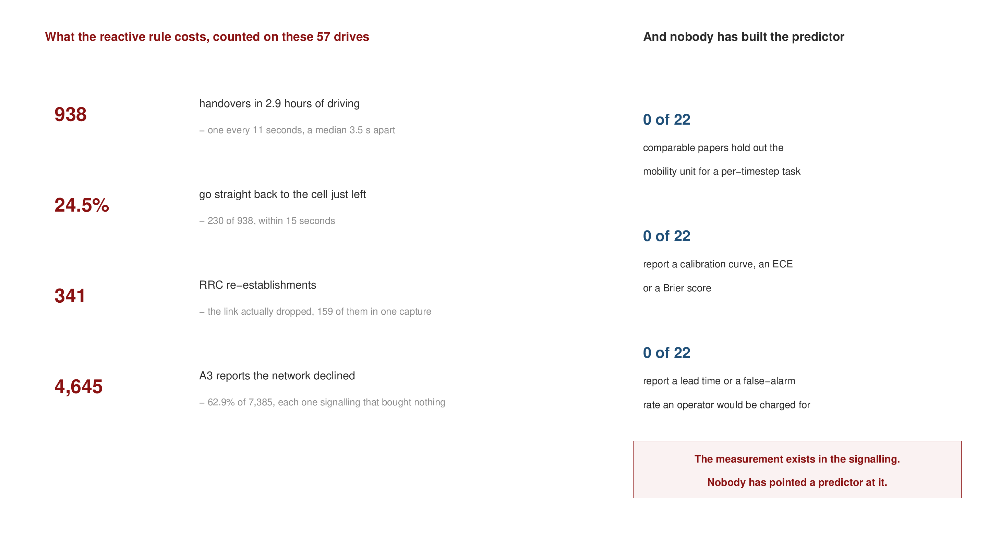 What the reactive rule costs, counted on these 57 drives
938
handovers in 2.9 hours of driving
– one every 11 seconds, a median 3.5 s apart
24.5%
go straight back to the cell just left
– 230 of 938, within 15 seconds
341
RRC re–establishments
– the link actually dropped, 159 of them in one capture
4,645
A3 reports the network declined
– 62.9% of 7,385, each one signalling that bought nothing
And nobody has built the predictor
0 of 22
comparable papers hold out the
mobility unit for a per–timestep task
0 of 22
report a calibration curve, an ECE
or a Brier score
0 of 22
report a lead time or a false–alarm
rate an operator would be charged for
The measurement exists in the signalling.
Nobody has pointed a predictor at it.